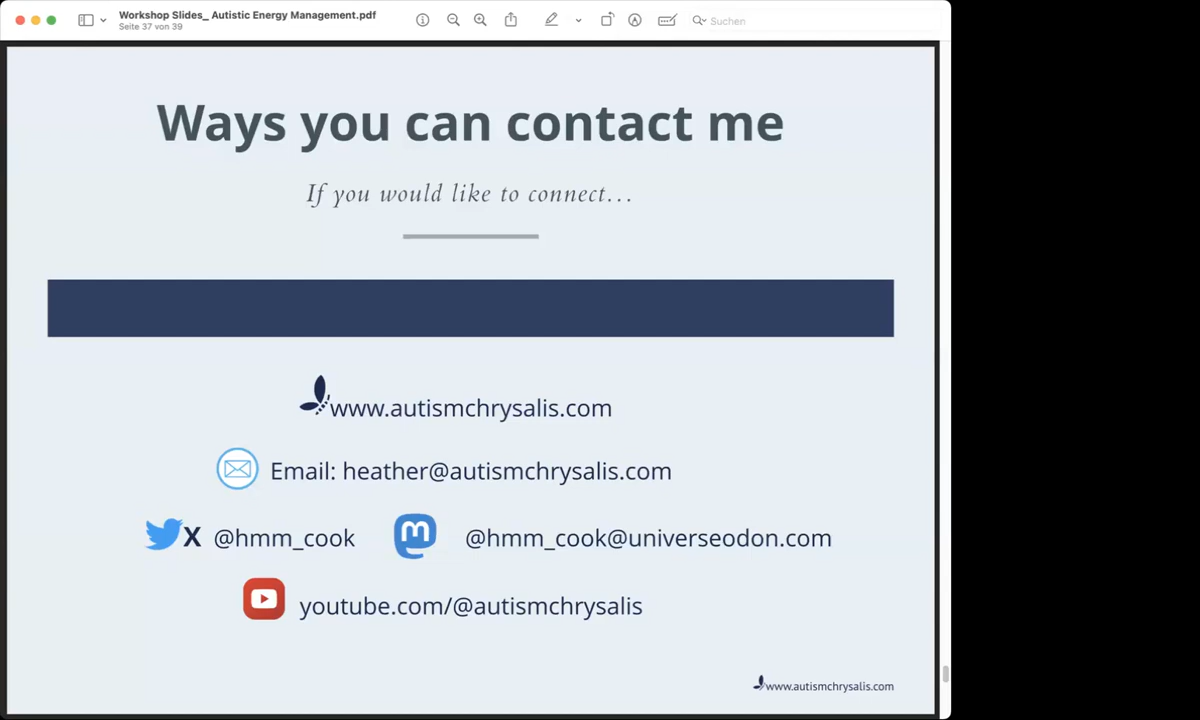 Workshop Slides_ Autistic Energy Management.pdf
Seite 37 von 39
Suchen
Ways you can contact me
If you would like to connect...
www.autismchrysalis.com
Email: heather@autismchrysalis.com
X @hmm_cook @hmm_cook@universeodon.com
youtube.com/@autismchrysalis
www.autismchrysalis.com